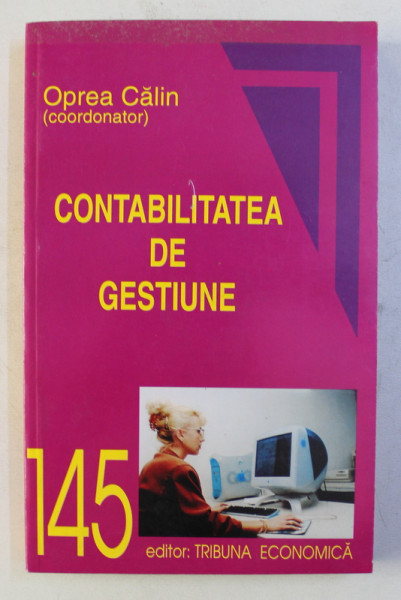 Oprea Călin
(coordonator)
CONTABILITATEA
DE
GESTIUNE
145
editor: TRIBUNA ECONOMICĂ